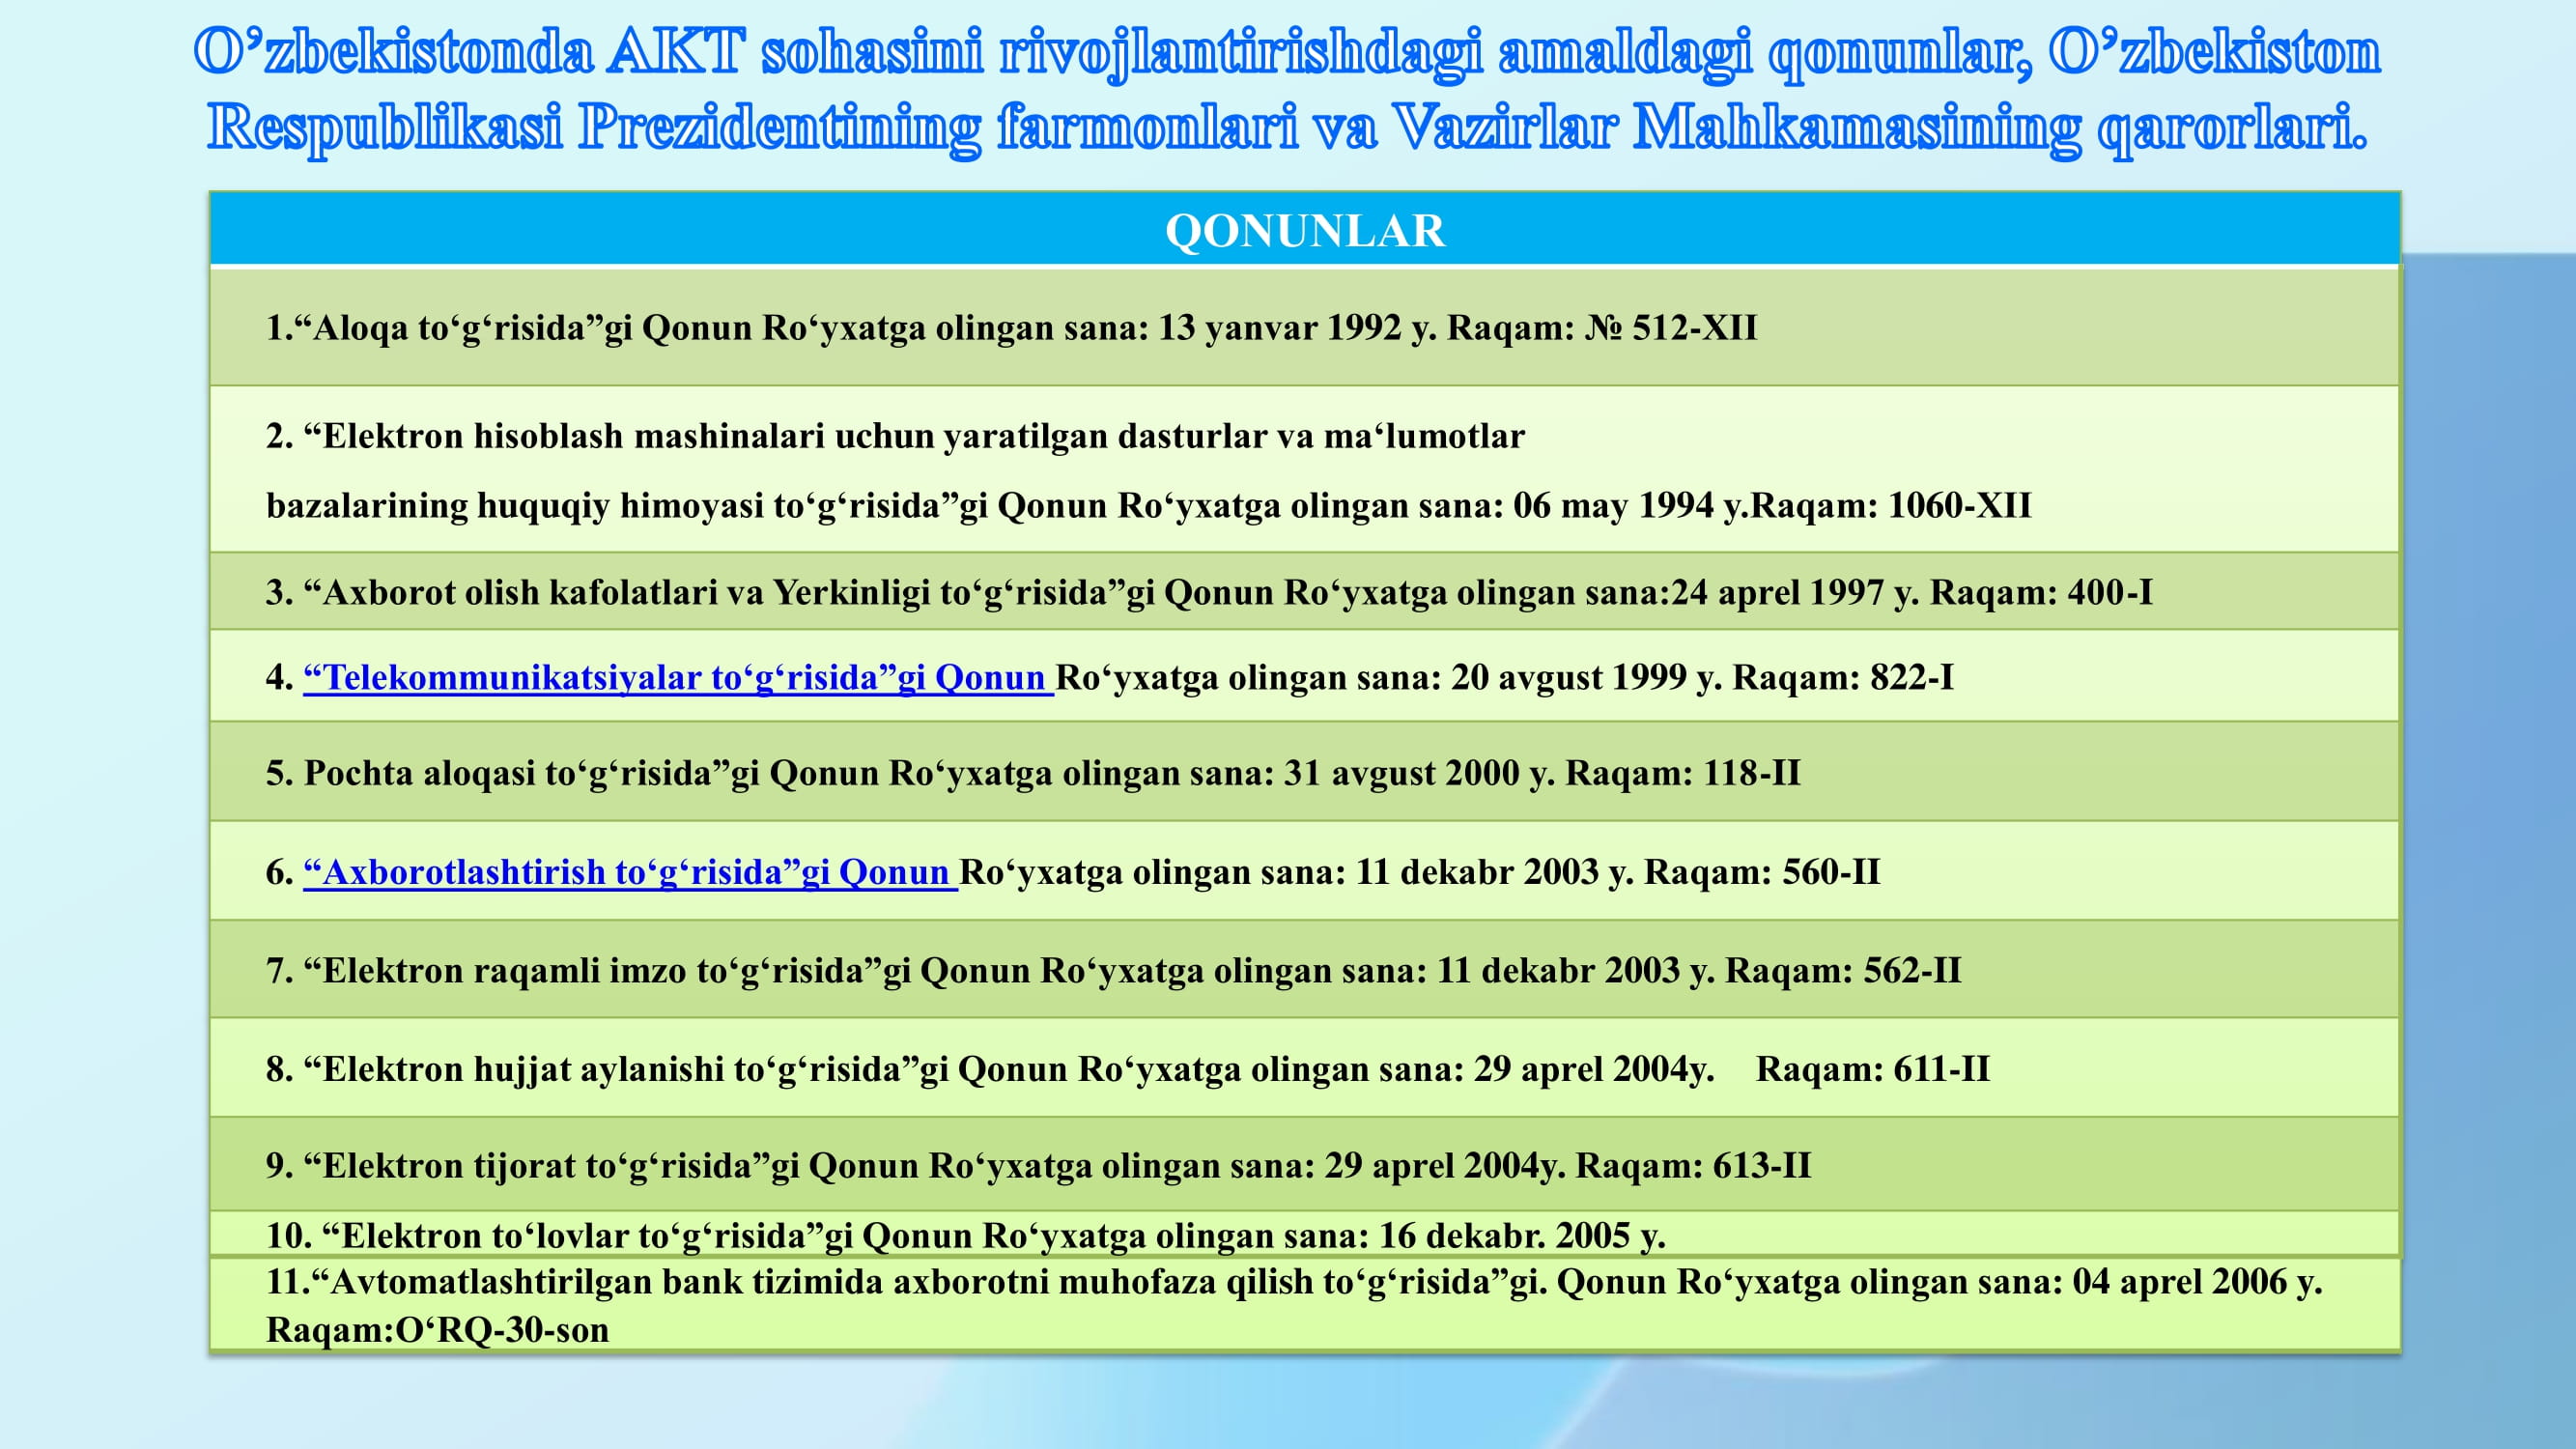 O’zbekistonda AKT sohasini rivojlantirishdagi amaldagi qonunlar, O’zbekiston
Respublikasi Prezidentining farmonlari va Vazirlar Mahkamasining qarorlari.
QONUNLAR
1.“Aloqa to‘g‘risida”gi Qonun Ro‘yxatga olingan sana: 13 yanvar 1992 y. Raqam: № 512-XII
2. “Elektron hisoblash mashinalari uchun yaratilgan dasturlar va ma‘lumotlar
bazalarining huquqiy himoyasi to‘g‘risida”gi Qonun Ro‘yxatga olingan sana: 06 may 1994 y.Raqam: 1060-XII
3. “Axborot olish kafolatlari va Yerkinligi to‘g‘risida”gi Qonun Ro‘yxatga olingan sana:24 aprel 1997 y. Raqam: 400-I
4. “Telekommunikatsiyalar to‘g‘risida”gi Qonun Ro‘yxatga olingan sana: 20 avgust 1999 y. Raqam: 822-I
5. Pochta aloqasi to‘g‘risida”gi Qonun Ro‘yxatga olingan sana: 31 avgust 2000 y. Raqam: 118-II
6. “Axborotlashtirish to‘g‘risida”gi Qonun Ro‘yxatga olingan sana: 11 dekabr 2003 y. Raqam: 560-II
7. “Elektron raqamli imzo to‘g‘risida”gi Qonun Ro‘yxatga olingan sana: 11 dekabr 2003 y. Raqam: 562-II
8. “Elektron hujjat aylanishi to‘g‘risida”gi Qonun Ro‘yxatga olingan sana: 29 aprel 2004y. Raqam: 611-II
9. “Elektron tijorat to‘g‘risida”gi Qonun Ro‘yxatga olingan sana: 29 aprel 2004y. Raqam: 613-II
10. “Elektron to‘lovlar to‘g‘risida”gi Qonun Ro‘yxatga olingan sana: 16 dekabr. 2005 y.
11.“Avtomatlashtirilgan bank tizimida axborotni muhofaza qilish to‘g‘risida”gi. Qonun Ro‘yxatga olingan sana: 04 aprel 2006 y.
Raqam:O‘RQ-30-son